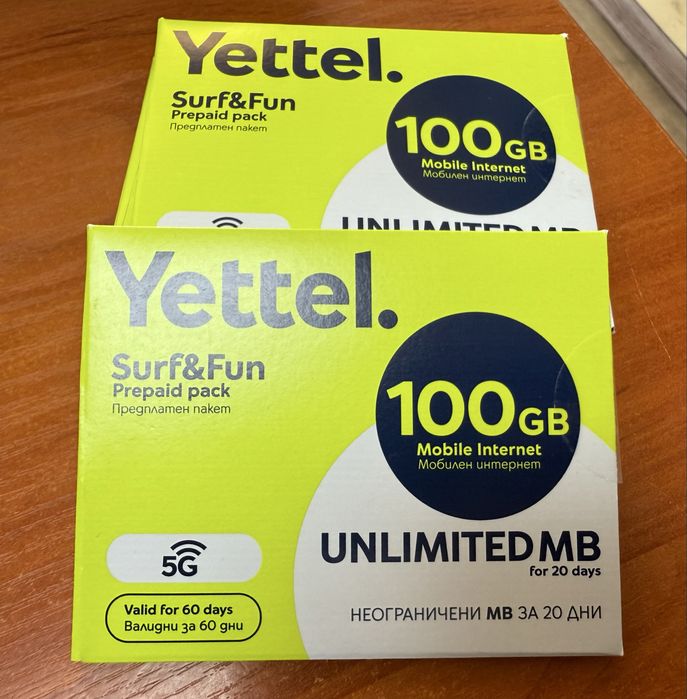 Yettel.
Surf&Fun
Prepaid pack
Предплатен пакет
100GB
Mobile Internet
Мобилен интернет
UNLIMITED MB
Yettel.
Surf&Fun
Prepaid pack
Предплатен пакет
100GB
Mobile Internet
Мобилен интернет
5G
UNLIMITED MB
for 20 days
Valid for 60 days
Валидни за 60 дни
НЕОГРАНИЧЕНИ МВ ЗА 20 ДНИ